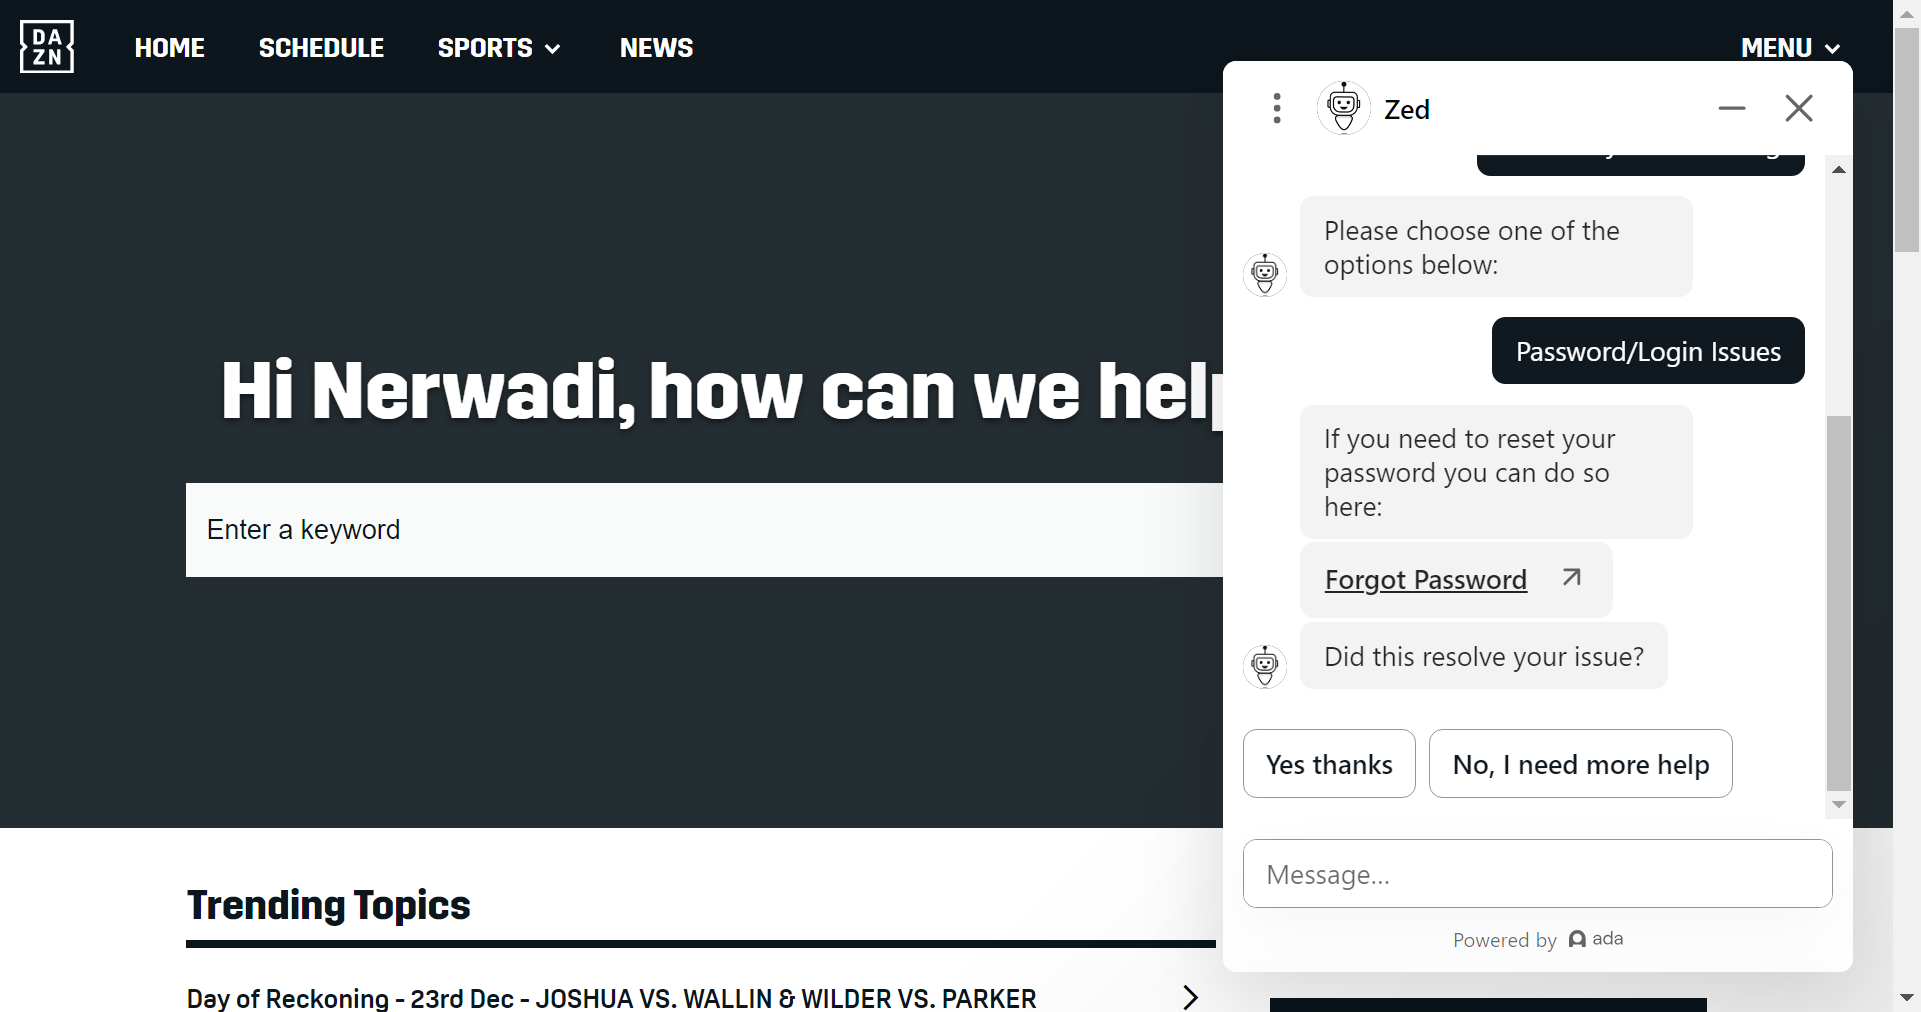 DA
ZN
HOME
SCHEDULE
SPORTS
NEWS
MENU
Hi Nerwadi, how can we
Enter a keyword
Trending Topics
Day of Reckoning - 23rd Dec - JOSHUA VS. WALLIN & WILDER VS. PARKER
Zed
Please choose one of the
options below:
Password/Login Issues
If you need to reset your
password you can do so
here:
Forgot Password
Did this resolve your issue?
Yes thanks
No, I need more help
Message...
Powered by ada